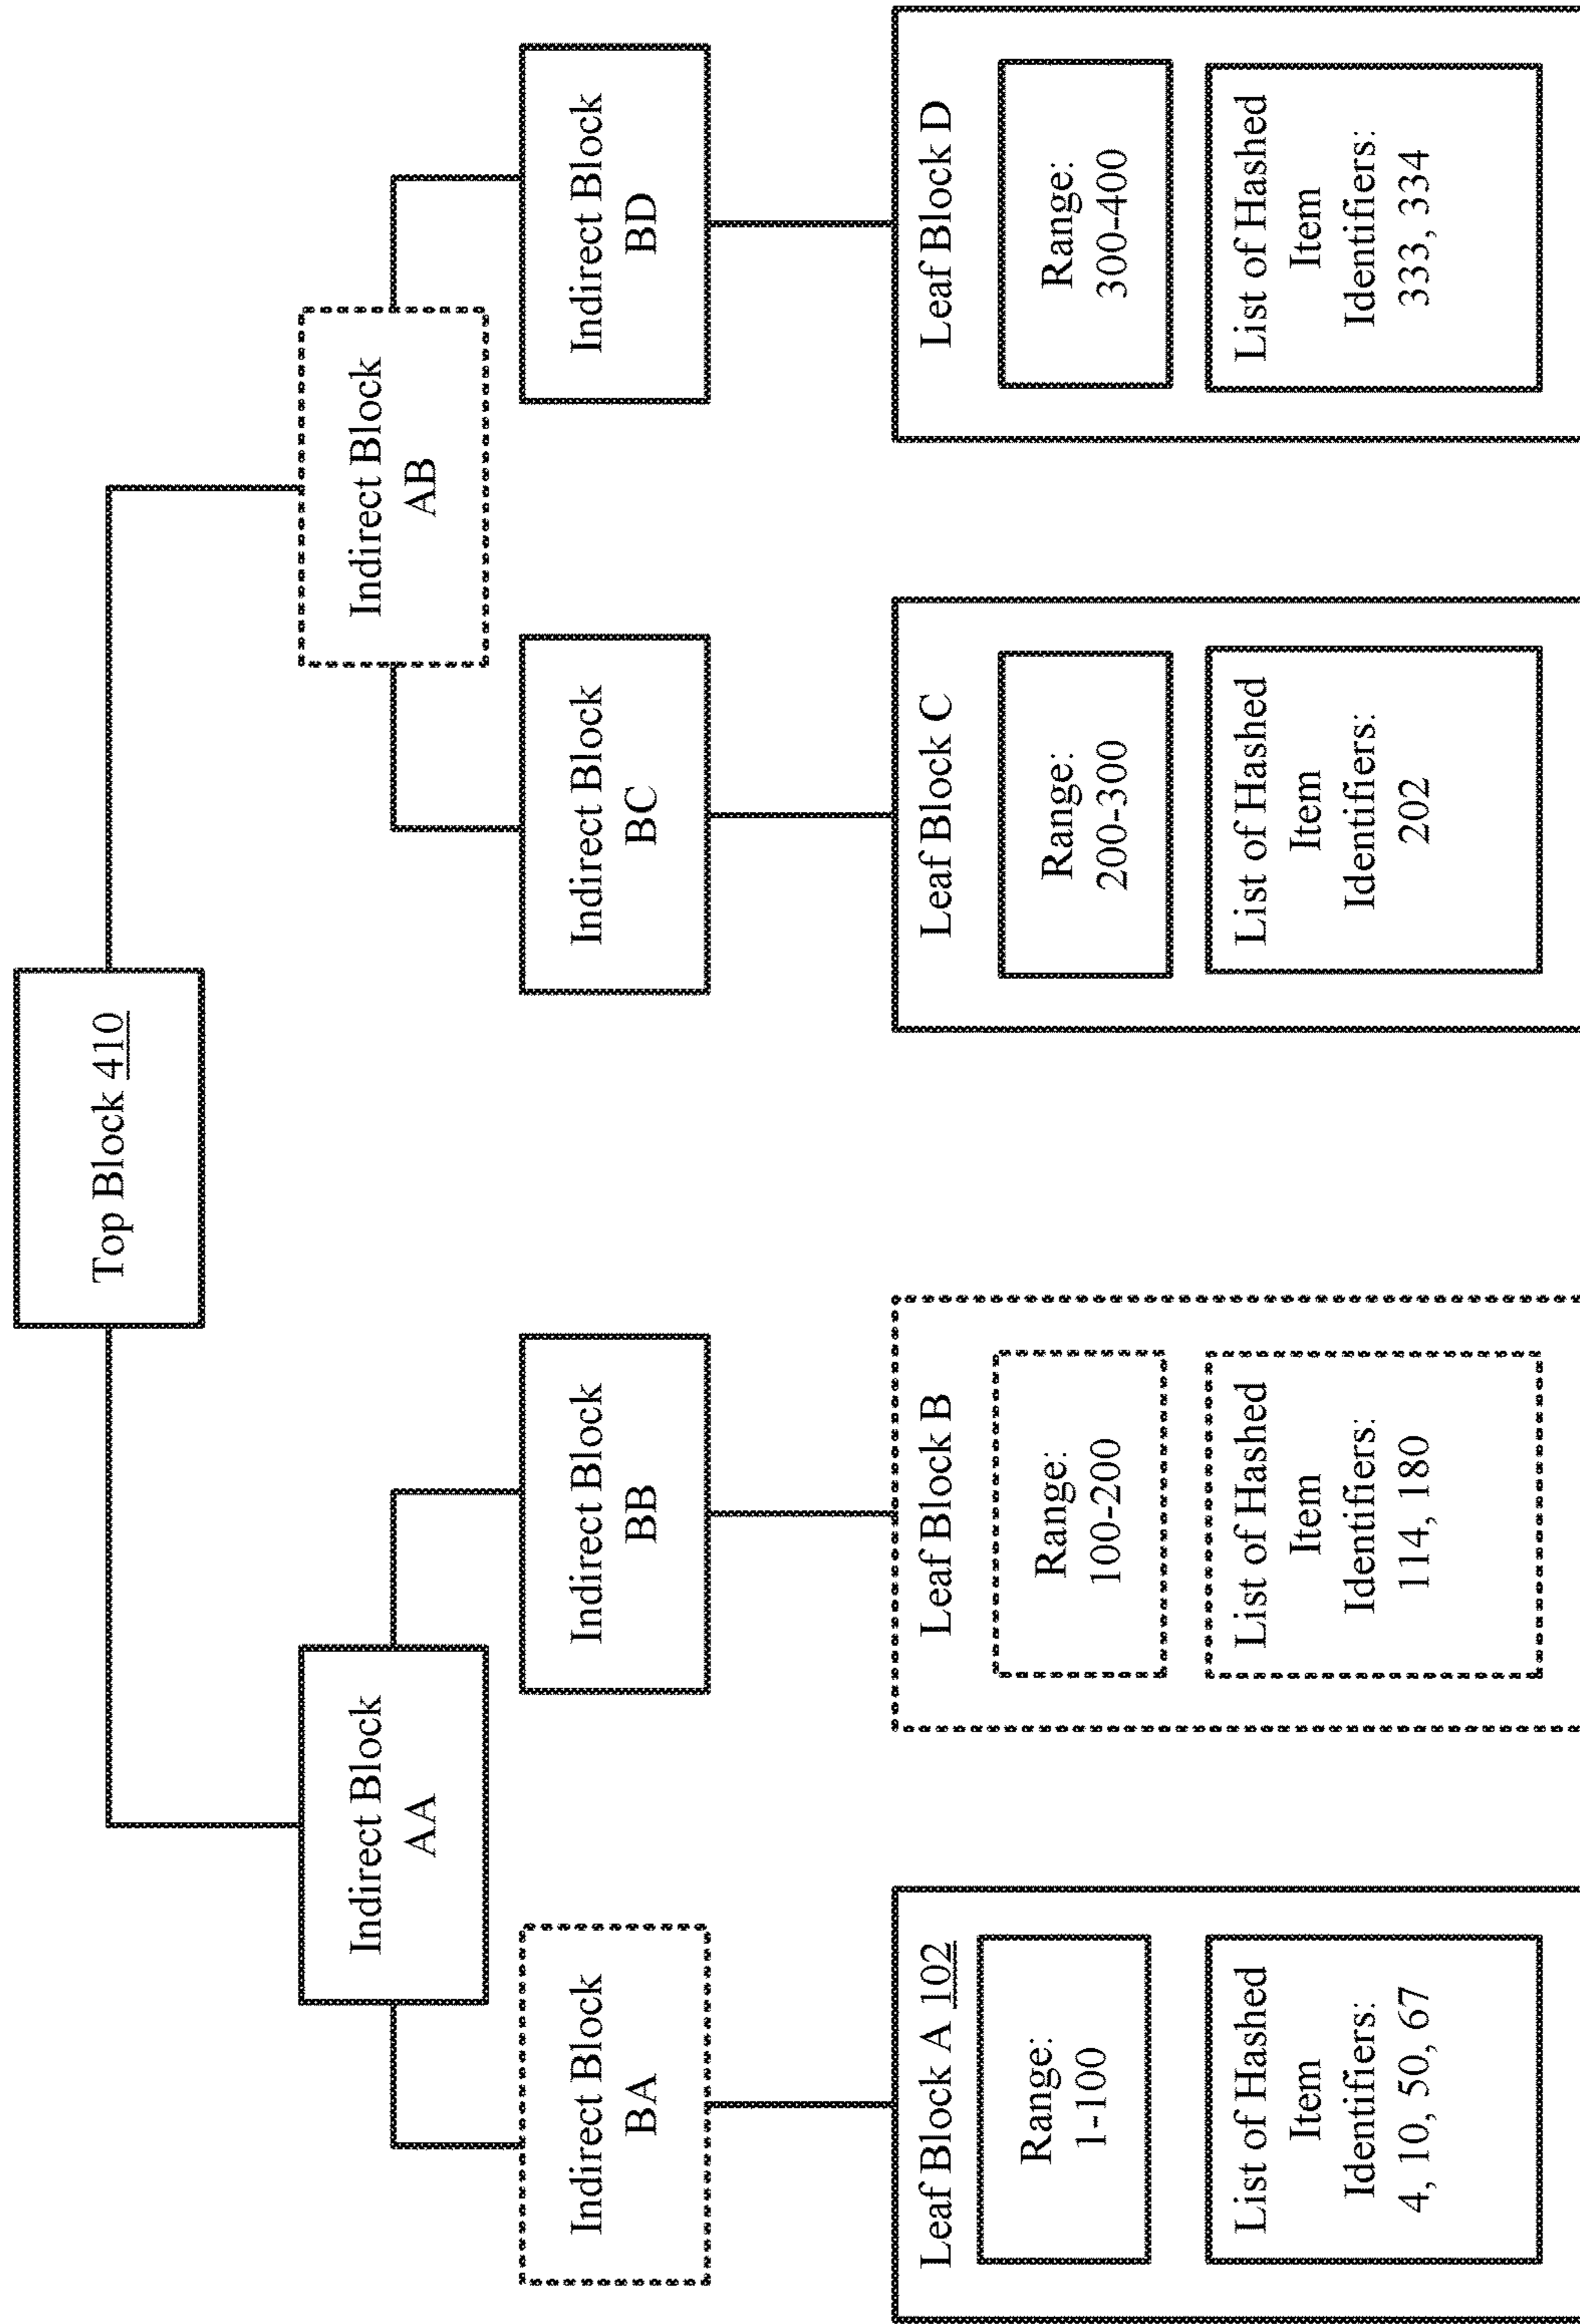 Top Block 410
Indirect Block
AA
Indirect Block
AB
Indirect Block
BA
Indirect Block
BB
Indirect Block
BC
Indirect Block
BD
Leaf Block A 102
Range:
1-100
List of Hashed
Item
Identifiers:
4, 10, 50, 67
Leaf Block B
Range:
100-200
List of Hashed
Item
Identifiers:
114, 180
Leaf Block C
Range:
200-300
List of Hashed
Item
Identifiers:
202
Leaf Block D
Range:
300-400
List of Hashed
Item
Identifiers:
333, 334